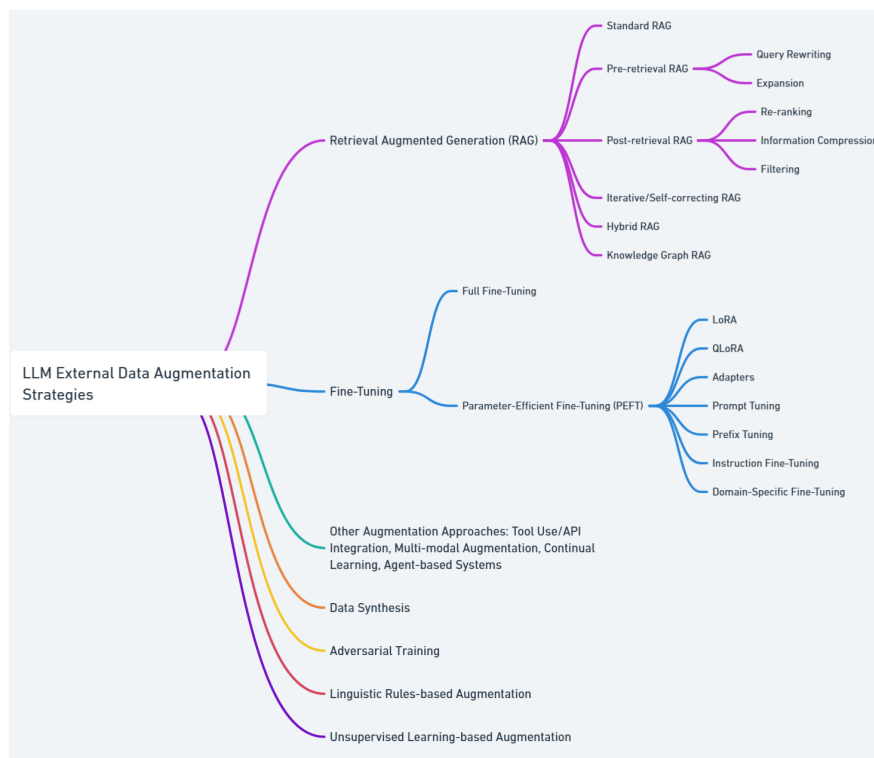 LLM External Data Augmentation
Strategies
Retrieval Augmented Generation (RAG)
Standard RAG
Pre-retrieval RAG
Query Rewriting
Expansion
Post-retrieval RAG
Re-ranking
Information Compression
Filtering
Iterative/Self-correcting RAG
Hybrid RAG
Knowledge Graph RAG
Fine-Tuning
Full Fine-Tuning
Parameter-Efficient Fine-Tuning (PEFT)
LoRA
QLoRA
Adapters
Prompt Tuning
Prefix Tuning
Instruction Fine-Tuning
Domain-Specific Fine-Tuning
Other Augmentation Approaches: Tool Use/API
Integration, Multi-modal Augmentation, Continual
Learning, Agent-based Systems
Data Synthesis
Adversarial Training
Linguistic Rules-based Augmentation
Unsupervised Learning-based Augmentation